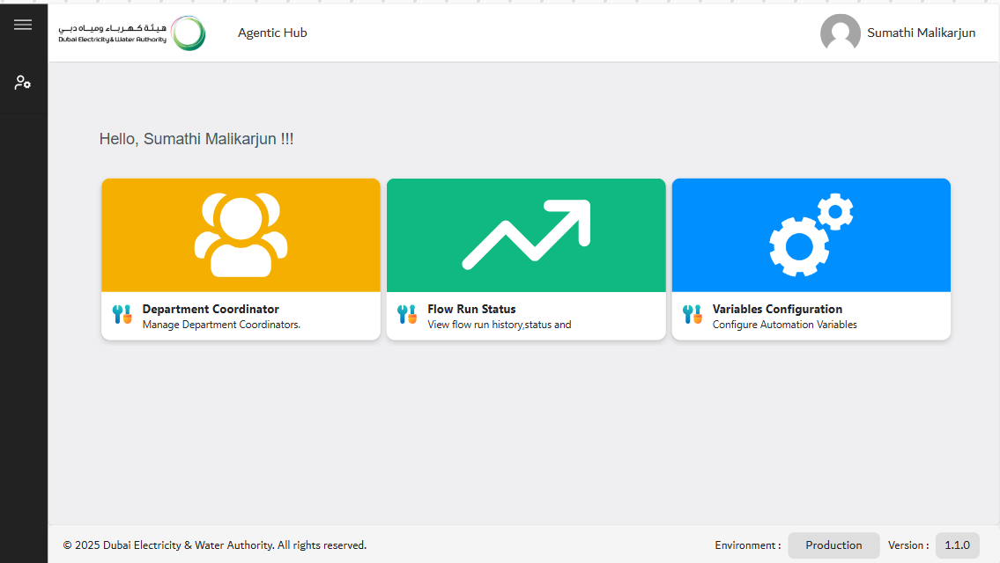 هيئة كهرباء ومياه دبي
Dubai Electricity & Water Authority
Agentic Hub
Sumathi Malikarjun
Hello, Sumathi Malikarjun !!!
Department Coordinator
Manage Department Coordinators.
Flow Run Status
View flow run history,status and
Variables Configuration
Configure Automation Variables
© 2025 Dubai Electricity & Water Authority. All rights reserved.
Environment : Production Version : 1.1.0